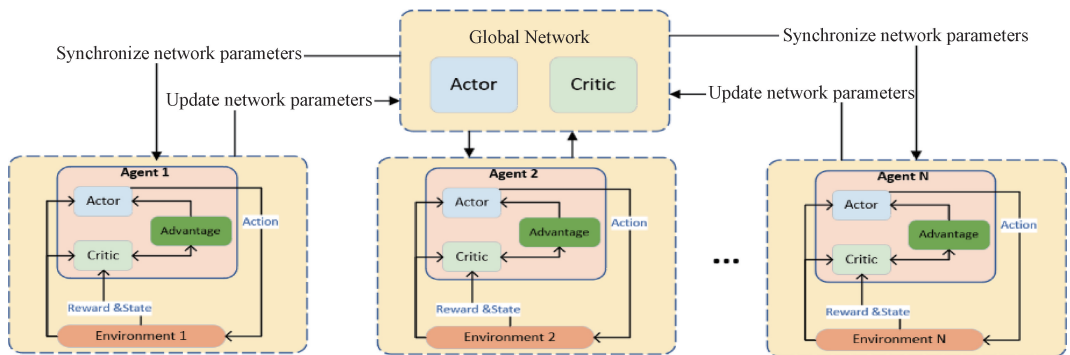 Global Network
Synchronize network parameters
Synchronize network parameters
Actor
Critic
Update network parameters
Update network parameters
Agent 1
Actor
Action
Advantage
Critic
Reward &State
Environment 1
Agent 2
Actor
Action
Advantage
Critic
Reward &State
Environment 2
...
Agent N
Actor
Action
Advantage
Critic
Reward &State
Environment N